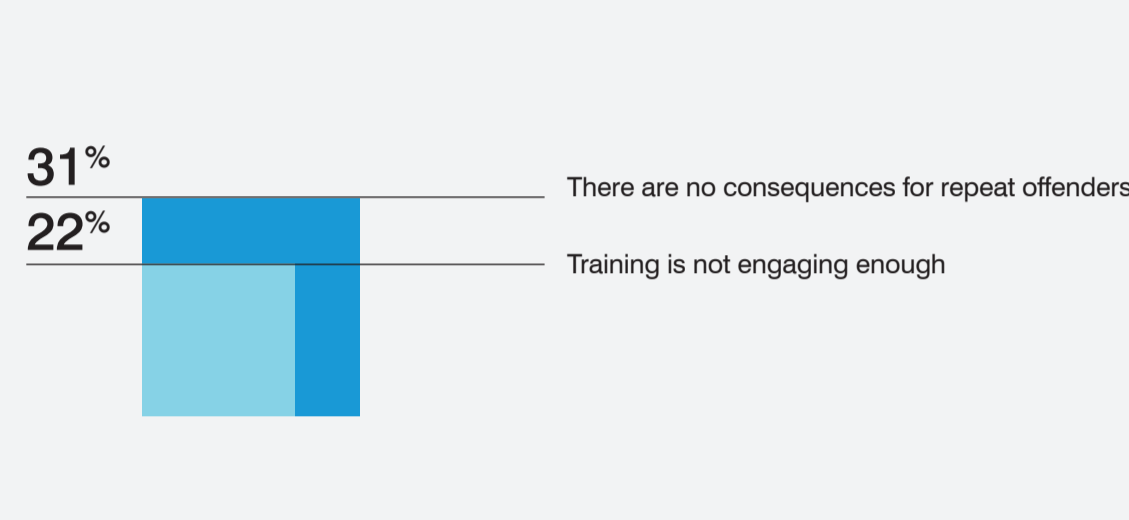 31%
There are no consequences for repeat offenders
22%
Training is not engaging enough